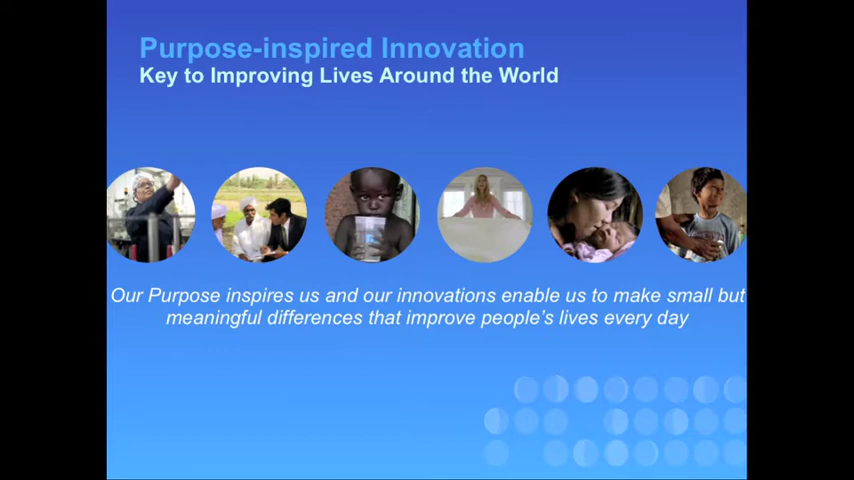 Purpose-inspired Innovation
Key to Improving Lives Around the World
Our Purpose inspires us and our innovations enable us to make small but
meaningful differences that improve people's lives every day